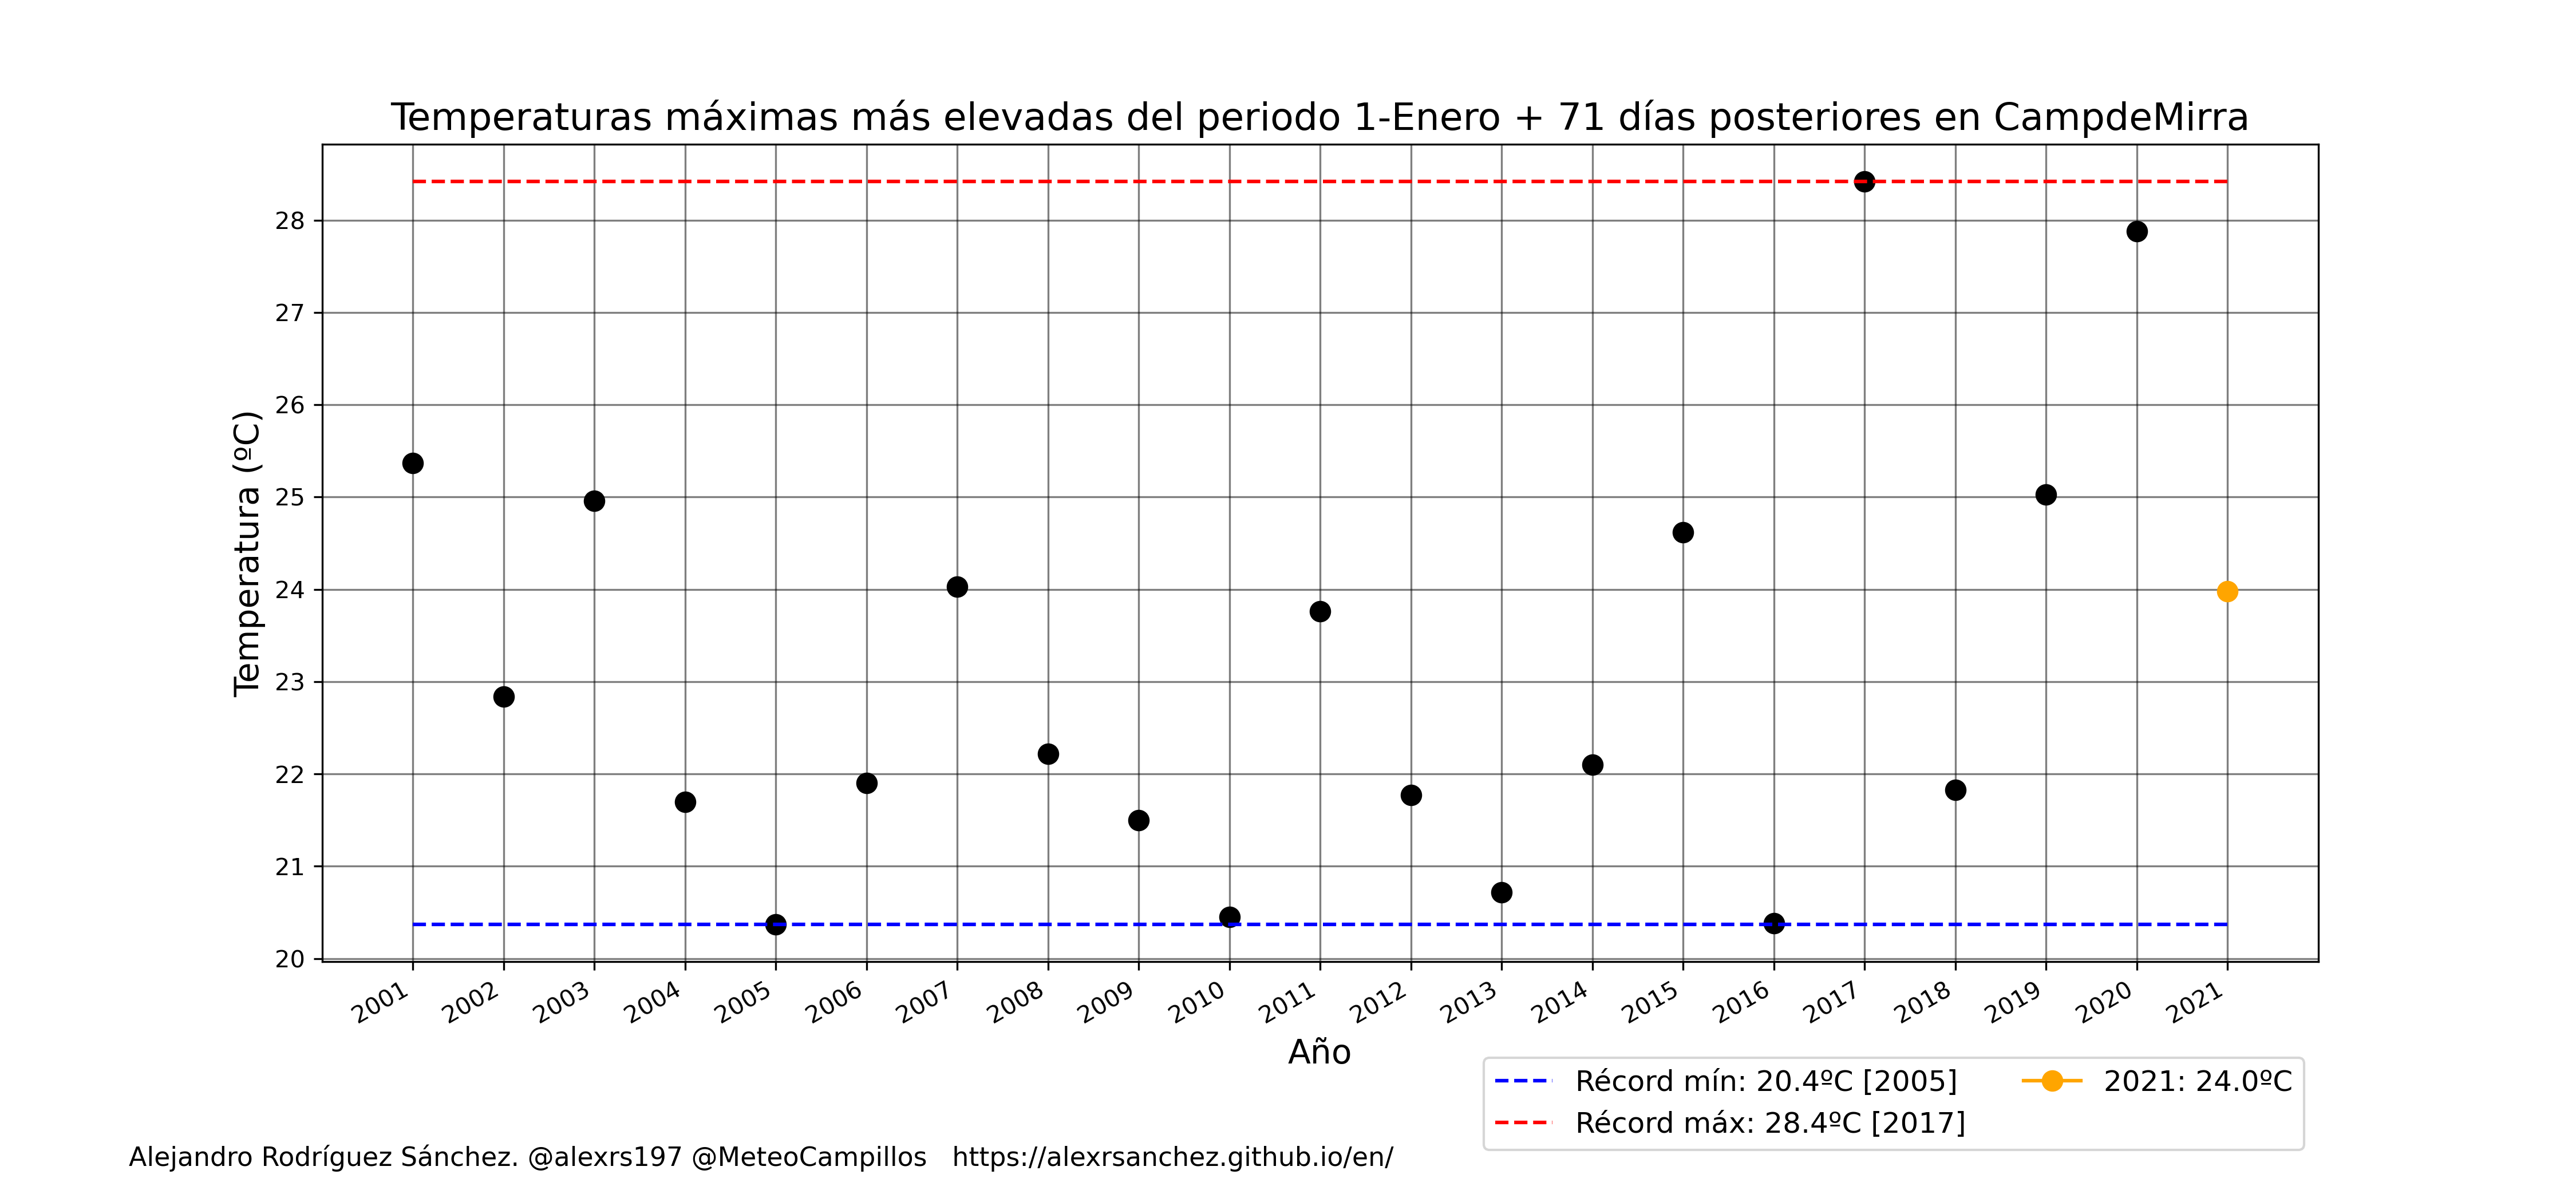 Temperaturas máximas más elevadas del periodo 1-Enero + 71 días posteriores en CampdeMirra
Temperatura (ºC)
28
27
26
25
24
23
22
21
20
2001 2002 2003 2004 2005 2006 2007 2008 2009 2010 2011 2012 2013 2014 2015 2016 2017 2018 2019 2020 2021
Año
Récord mín: 20.4ºC [2005]
Récord máx: 28.4ºC [2017]
2021: 24.0ºC
Alejandro Rodríguez Sánchez. @alexrs197 @MeteoCampillos https://alexrsanchez.github.io/en/